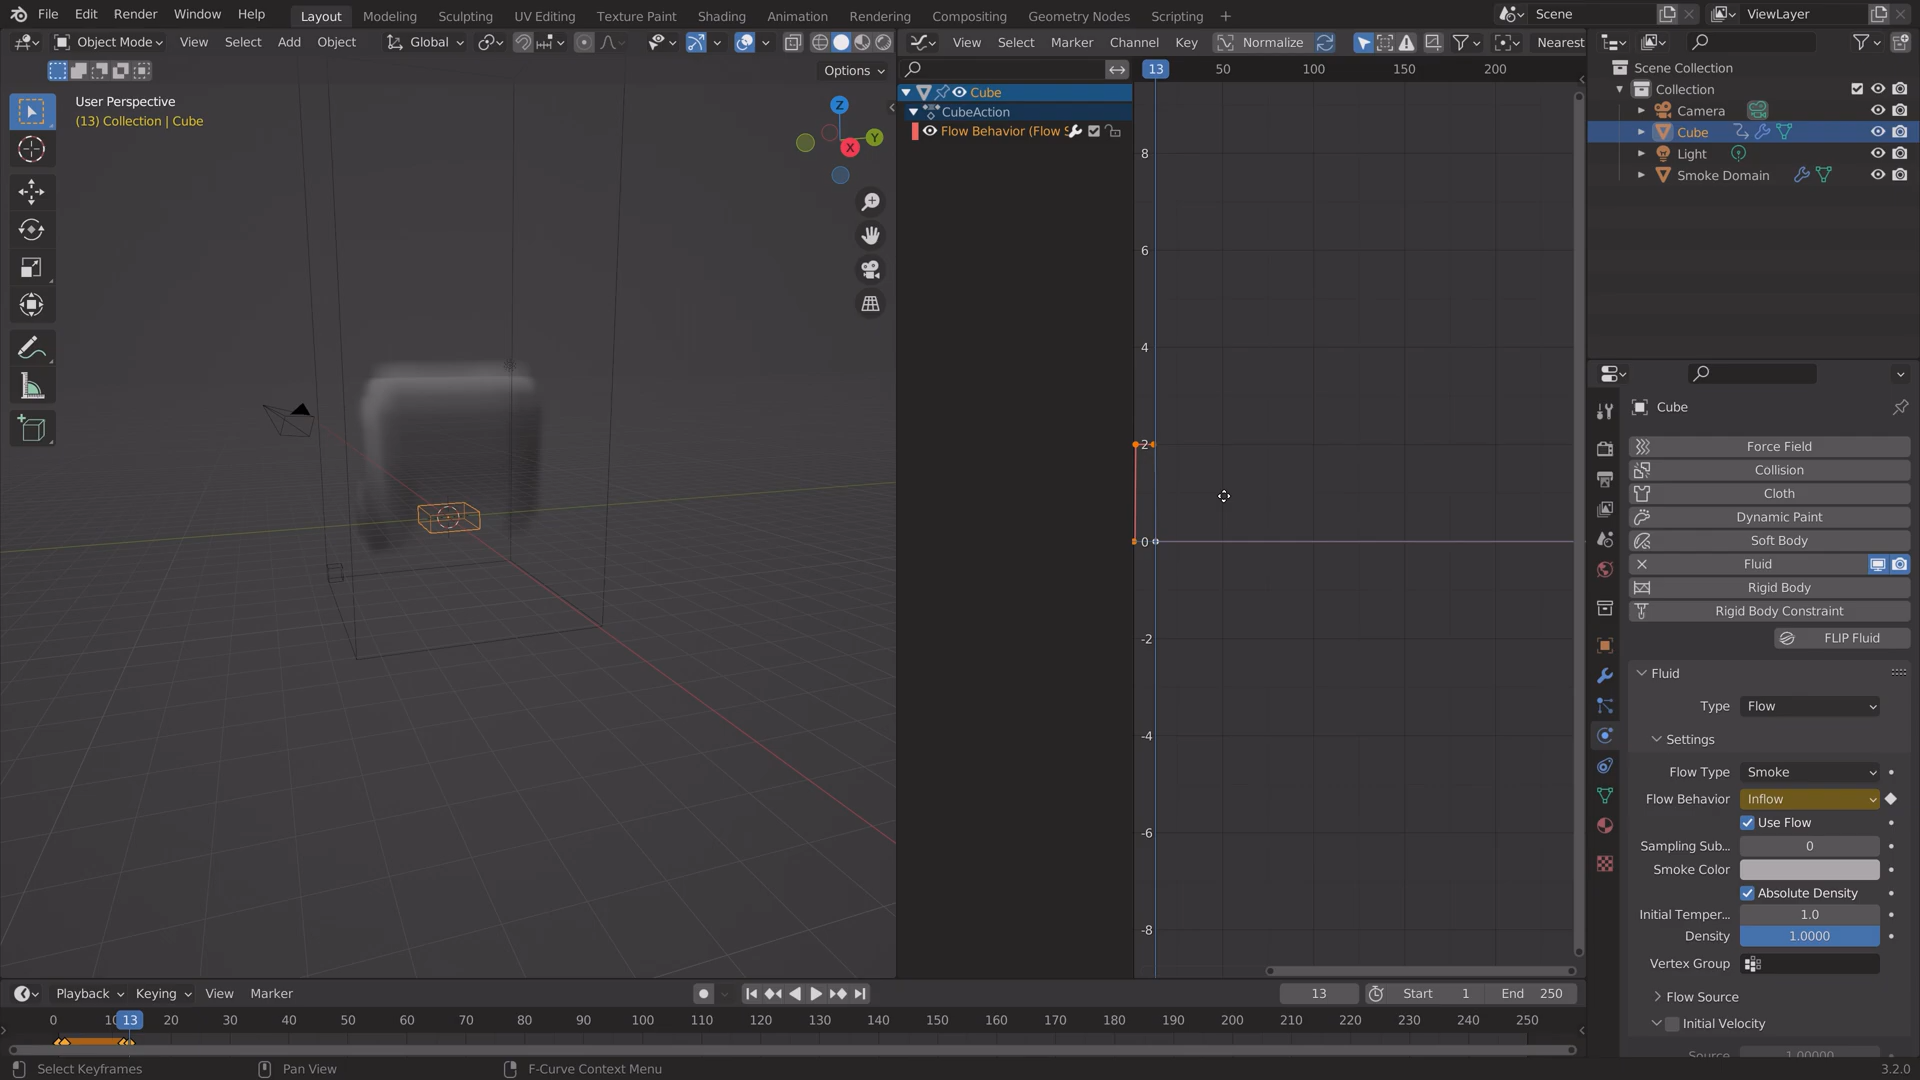 File Edit Render Window Help Layout Modeling Sculpting UV Editing Texture Paint Shading Animation Rendering Compositing Geometry Nodes Scripting + Scene ViewLayer
Object Mode View Select Add Object Global View Select Marker Channel Key Normalize Nearest
Options 13 50 100 150 200
Scene Collection
Collection
Camera
Cube
Light
Smoke Domain
User Perspective
(13) Collection | Cube
Z
Y
X
Cube
CubeAction
Flow Behavior (Flow S
8
6
4
2
0
-2
-4
-6
-8
Cube
Force Field
Collision
Cloth
Dynamic Paint
Soft Body
Fluid
Rigid Body
Rigid Body Constraint
FLIP Fluid
Fluid
Type Flow
Settings
Flow Type Smoke
Flow Behavior Inflow
Use Flow
Sampling Sub... 0
Smoke Color
Absolute Density
Initial Temper... 1.0
Density 1.0000
Vertex Group
Flow Source
Initial Velocity
Source 1.00000
Playback Keying View Marker 13 Start 1 End 250
0 10 13 20 30 40 50 60 70 80 90 100 110 120 130 140 150 160 170 180 190 200 210 220 230 240 250
Select Keyframes Pan View F-Curve Context Menu 3.2.0